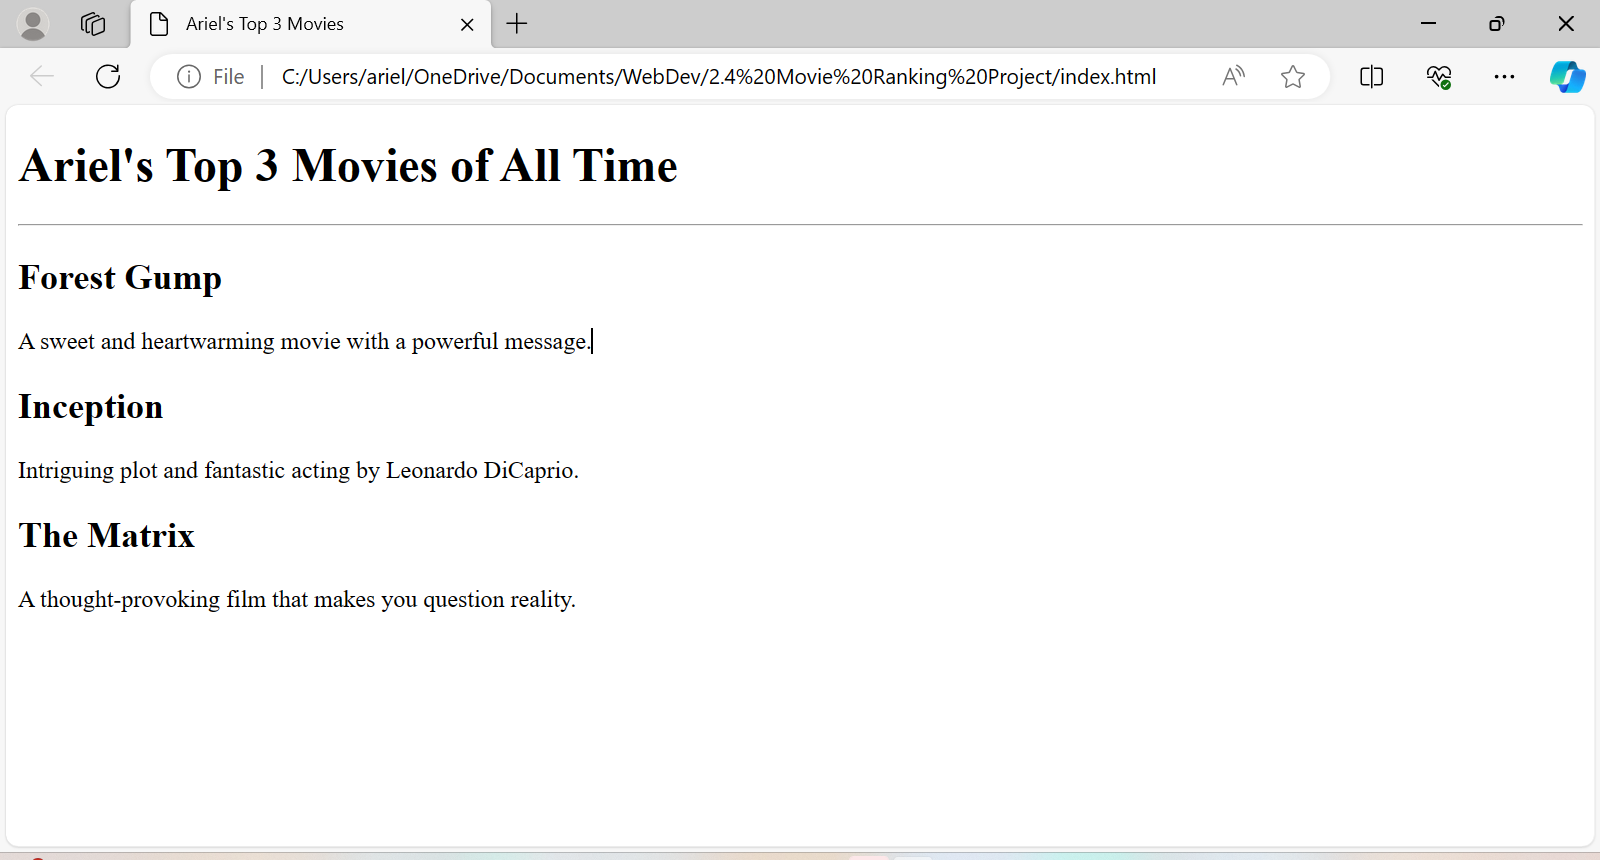 Ariel's Top 3 Movies
File
C:/Users/ariel/OneDrive/Documents/WebDev/2.4%20Movie%20Ranking%20Project/index.html
Ariel's Top 3 Movies of All Time
Forest Gump
A sweet and heartwarming movie with a powerful message.
Inception
Intriguing plot and fantastic acting by Leonardo DiCaprio.
The Matrix
A thought-provoking film that makes you question reality.